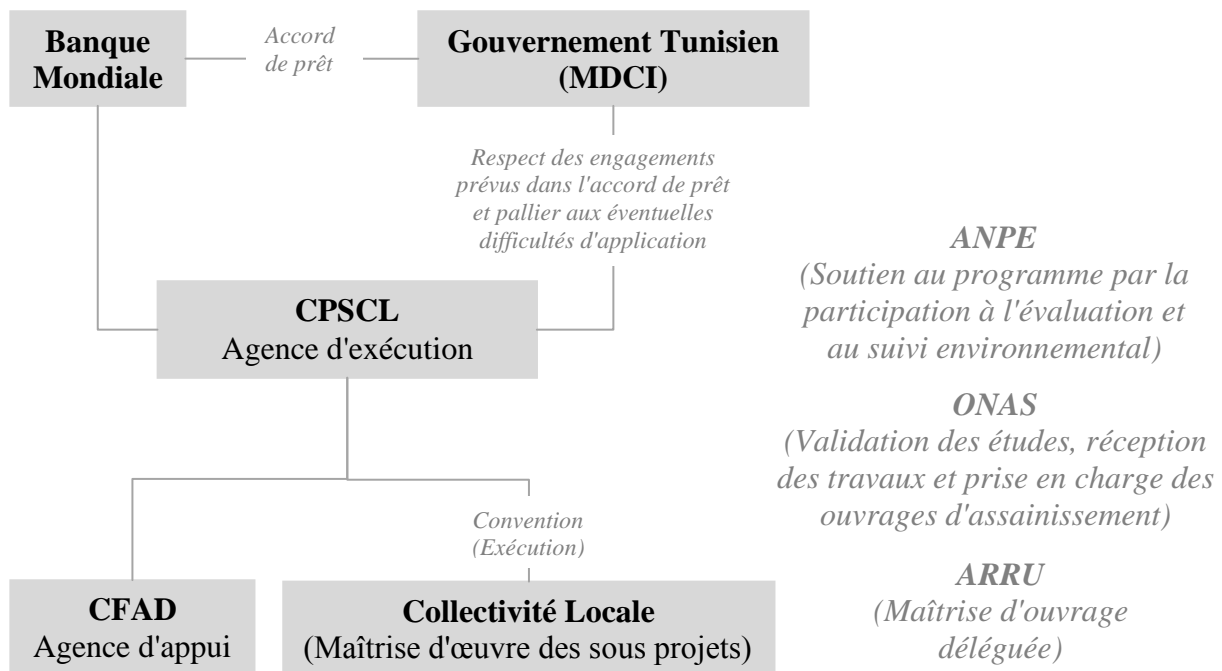 Banque
Mondiale
Accord
de prêt
Gouvernement Tunisien
(MDCI)
Respect des engagements
prévus dans l'accord de prêt
et pallier aux éventuelles
difficultés d'application
CPSCL
Agence d'exécution
Convention
(Exécution)
CFAD
Agence d'appui
Collectivité Locale
(Maîtrise d'œuvre des sous projets)
ANPE
(Soutien au programme par la
participation à l'évaluation et
au suivi environnemental)
ONAS
(Validation des études, réception
des travaux et prise en charge des
ouvrages d'assainissement)
ARRU
(Maîtrise d'ouvrage
déléguée)